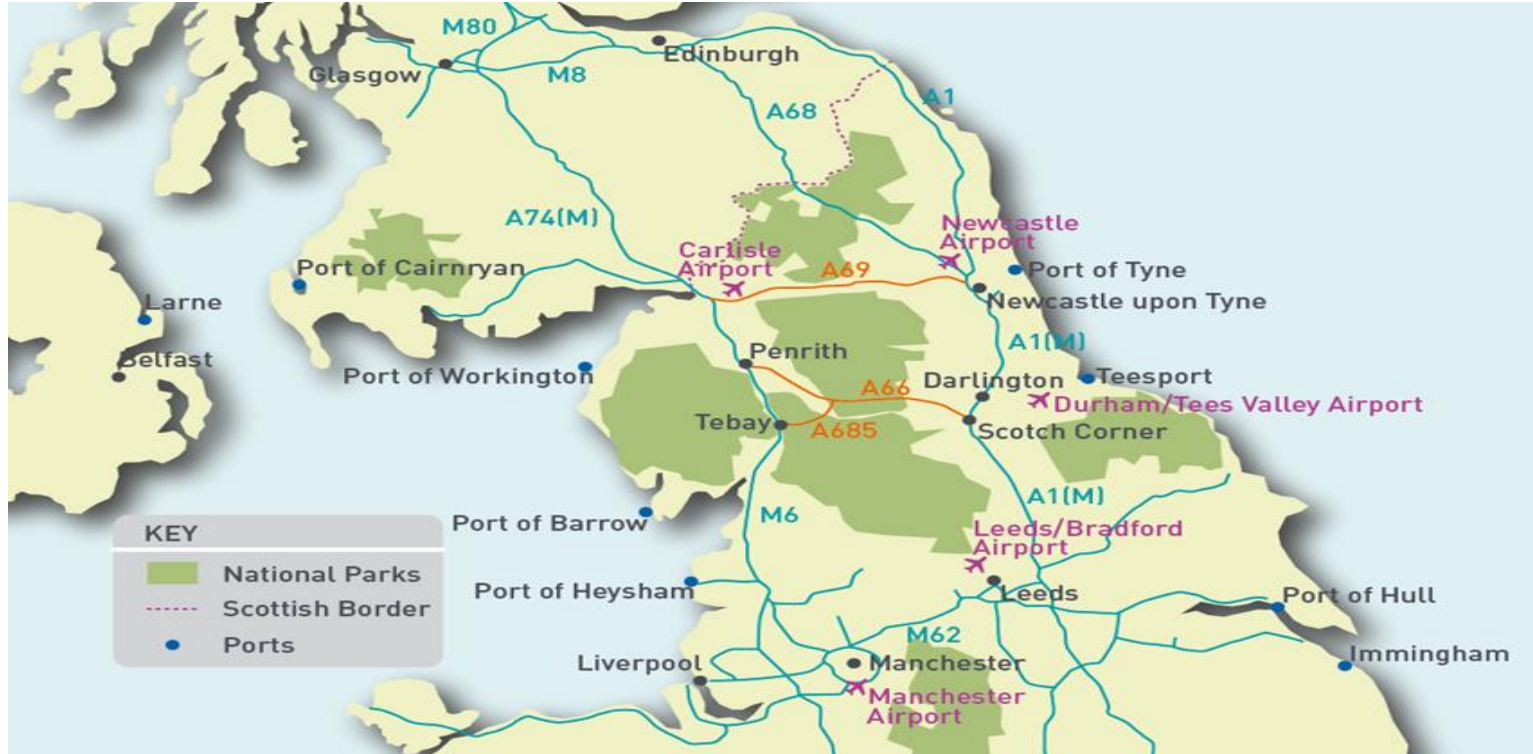 M80
Edinburgh
Glasgow
M8
A1
A68
A74(M)
Newcastle
Airport
Carlisle
Airport
A69
Port of Cairnryan
Port of Tyne
Larne
Newcastle upon Tyne
A1(M)
Belfast
Penrith
Port of Workington
Darlington
Teesport
A66
Durham/Tees Valley Airport
Tebay
A685
Scotch Corner
A1(M)
M6
Port of Barrow
Leeds/Bradford
Airport
KEY
National Parks
Scottish Border
Ports
Port of Heysham
Leeds
Port of Hull
M62
Liverpool
Manchester
Immingham
Manchester
Airport